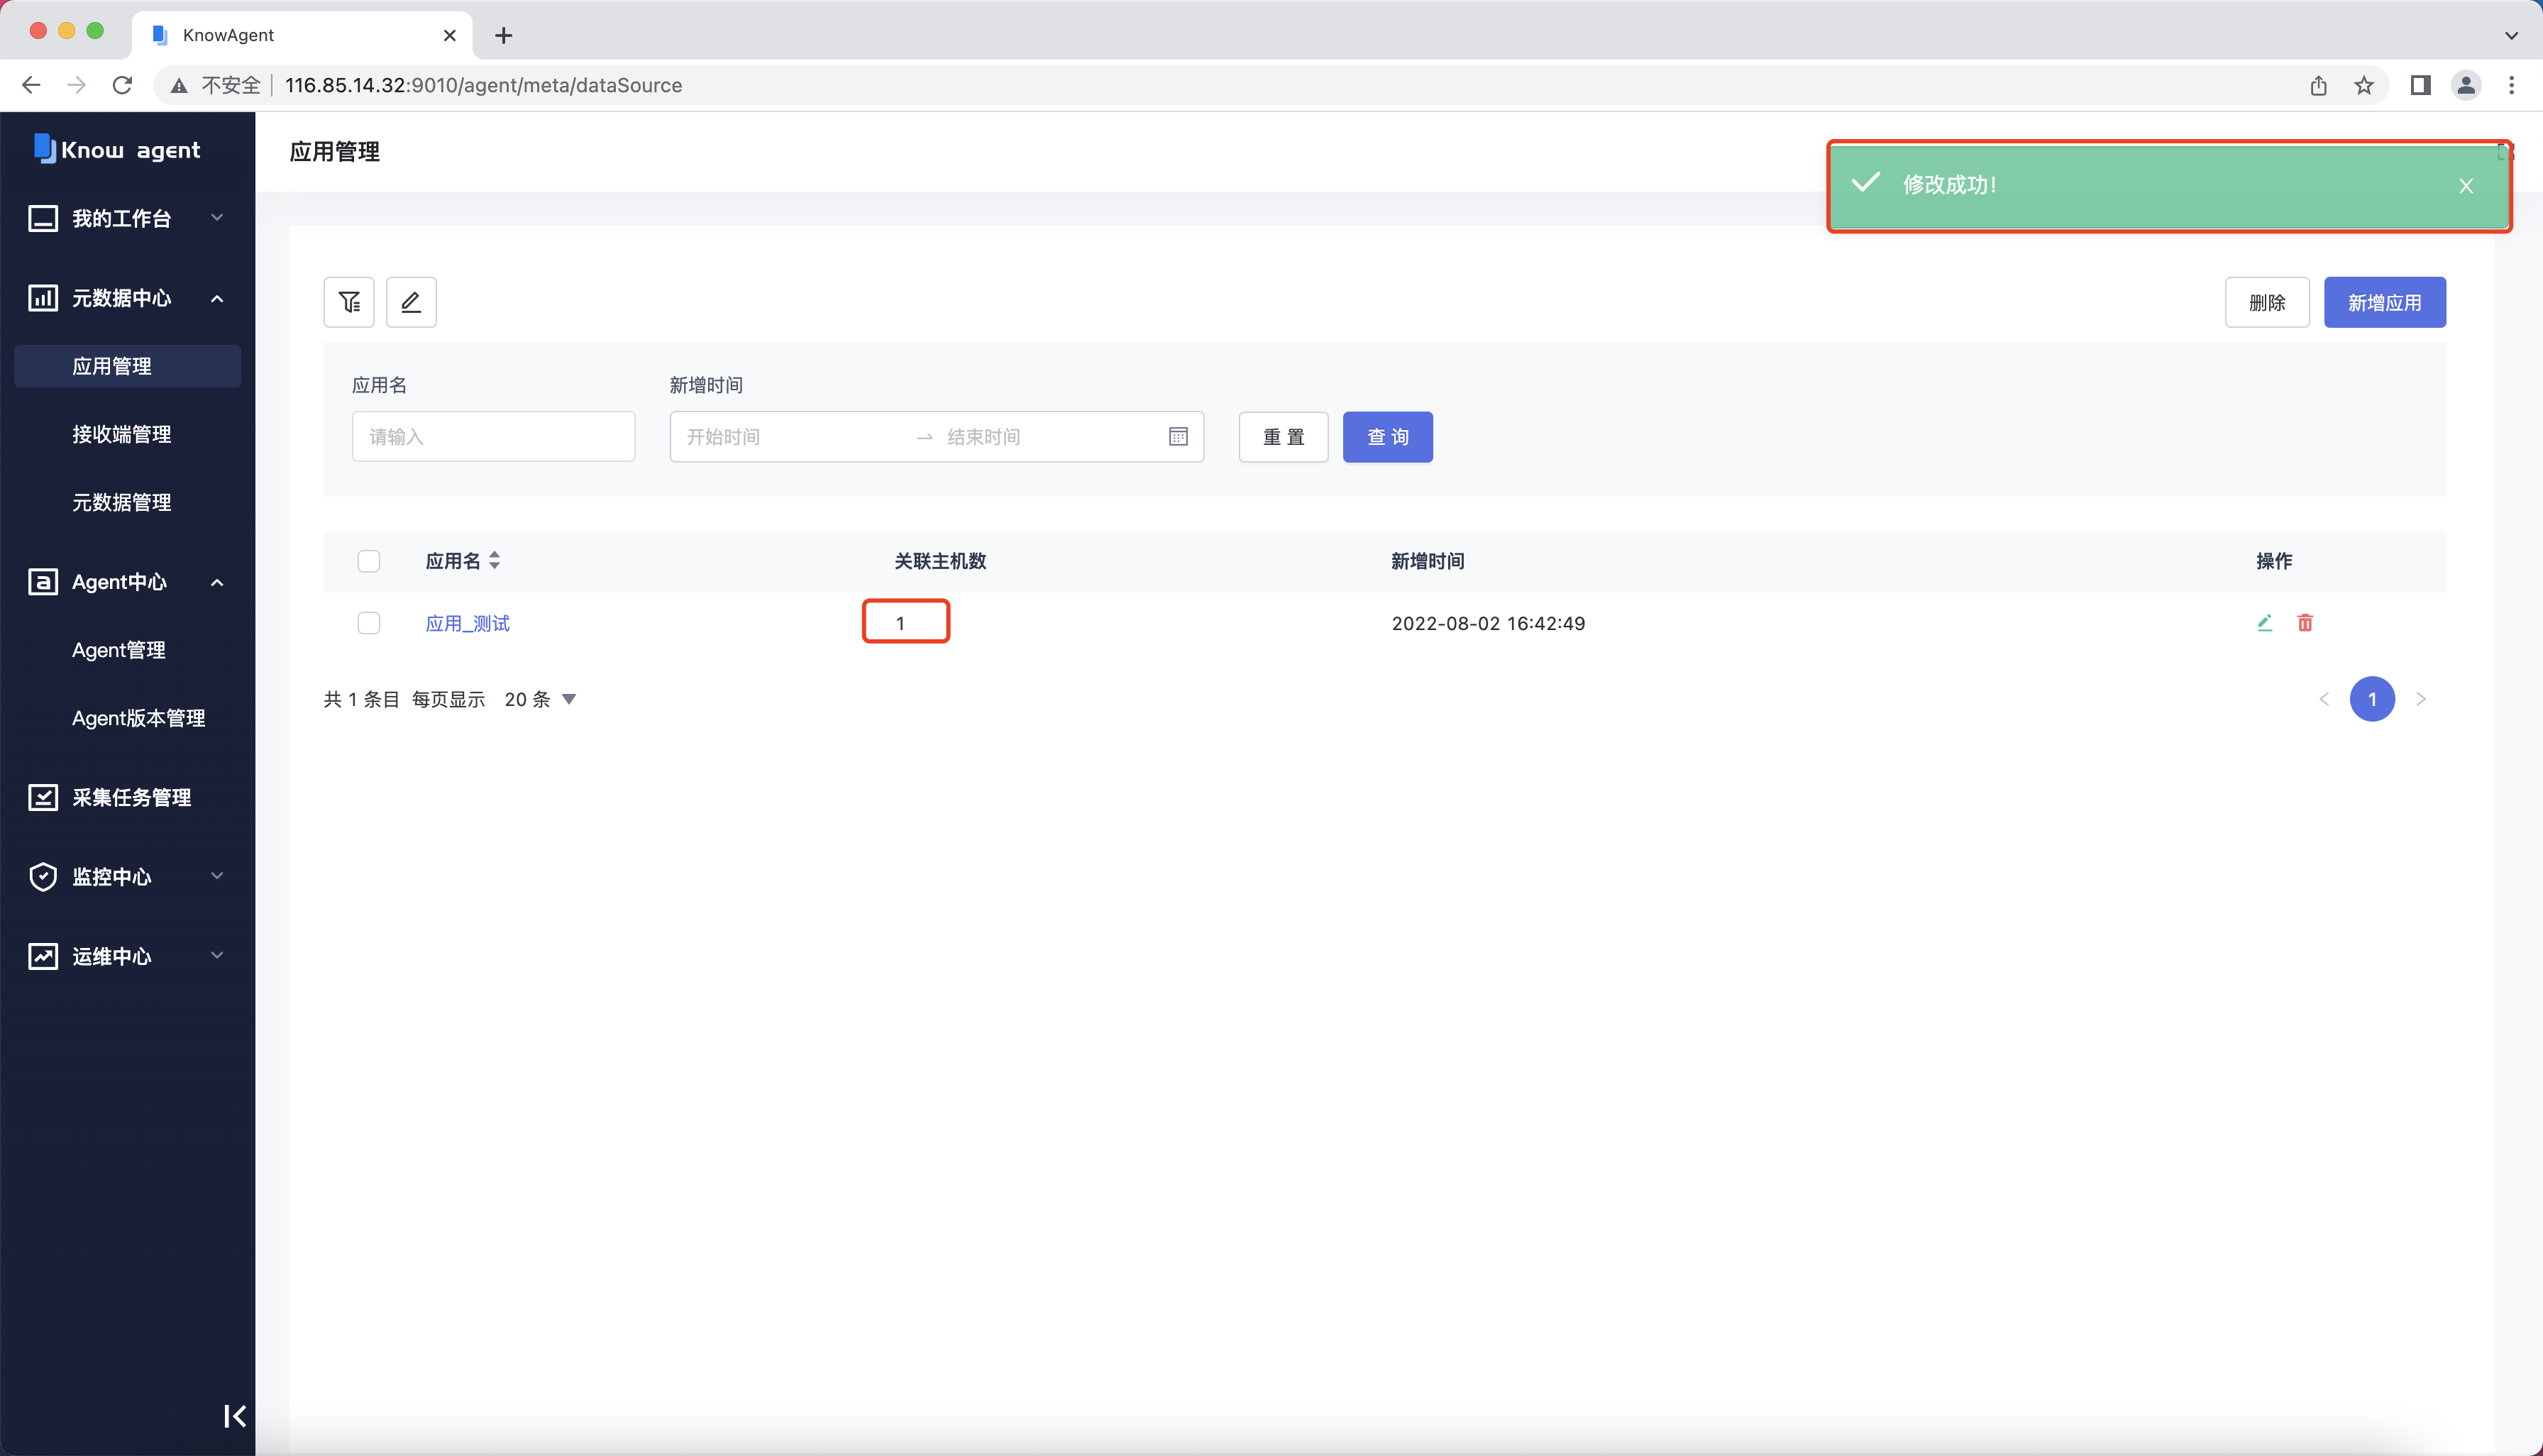 KnowAgent
不安全 116.85.14.32:9010/agent/meta/dataSource
Know agent
我的工作台
元数据中心
应用管理
接收端管理
元数据管理
Agent中心
Agent管理
Agent版本管理
采集任务管理
监控中心
运维中心
应用管理
修改成功!
删除 新增应用
应用名 新增时间
请输入 开始时间 → 结束时间 重 置 查 询
应用名 关联主机数 新增时间 操作
应用_测试 1 2022-08-02 16:42:49
共 1 条目 每页显示 20 条 < 1 >